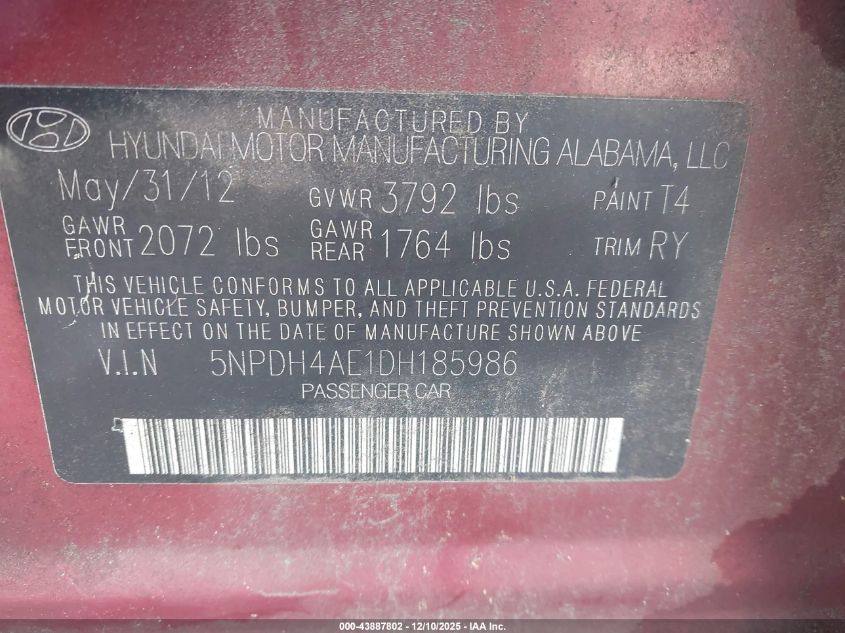 MANUFACTURED BY
HYUNDAI MOTOR MANUFACTURING ALABAMA, LLC
May/31/12 GVWR 3792 lbs PAINT T4
GAWR FRONT 2072 lbs GAWR REAR 1764 lbs TRIM RY
THIS VEHICLE CONFORMS TO ALL APPLICABLE U.S.A. FEDERAL
MOTOR VEHICLE SAFETY, BUMPER, AND THEFT PREVENTION STANDARDS
IN EFFECT ON THE DATE OF MANUFACTURE SHOWN ABOVE
V.I.N 5NPDH4AE1DH185986
PASSENGER CAR
000-43887802 - 12/10/2025 - IAA Inc.